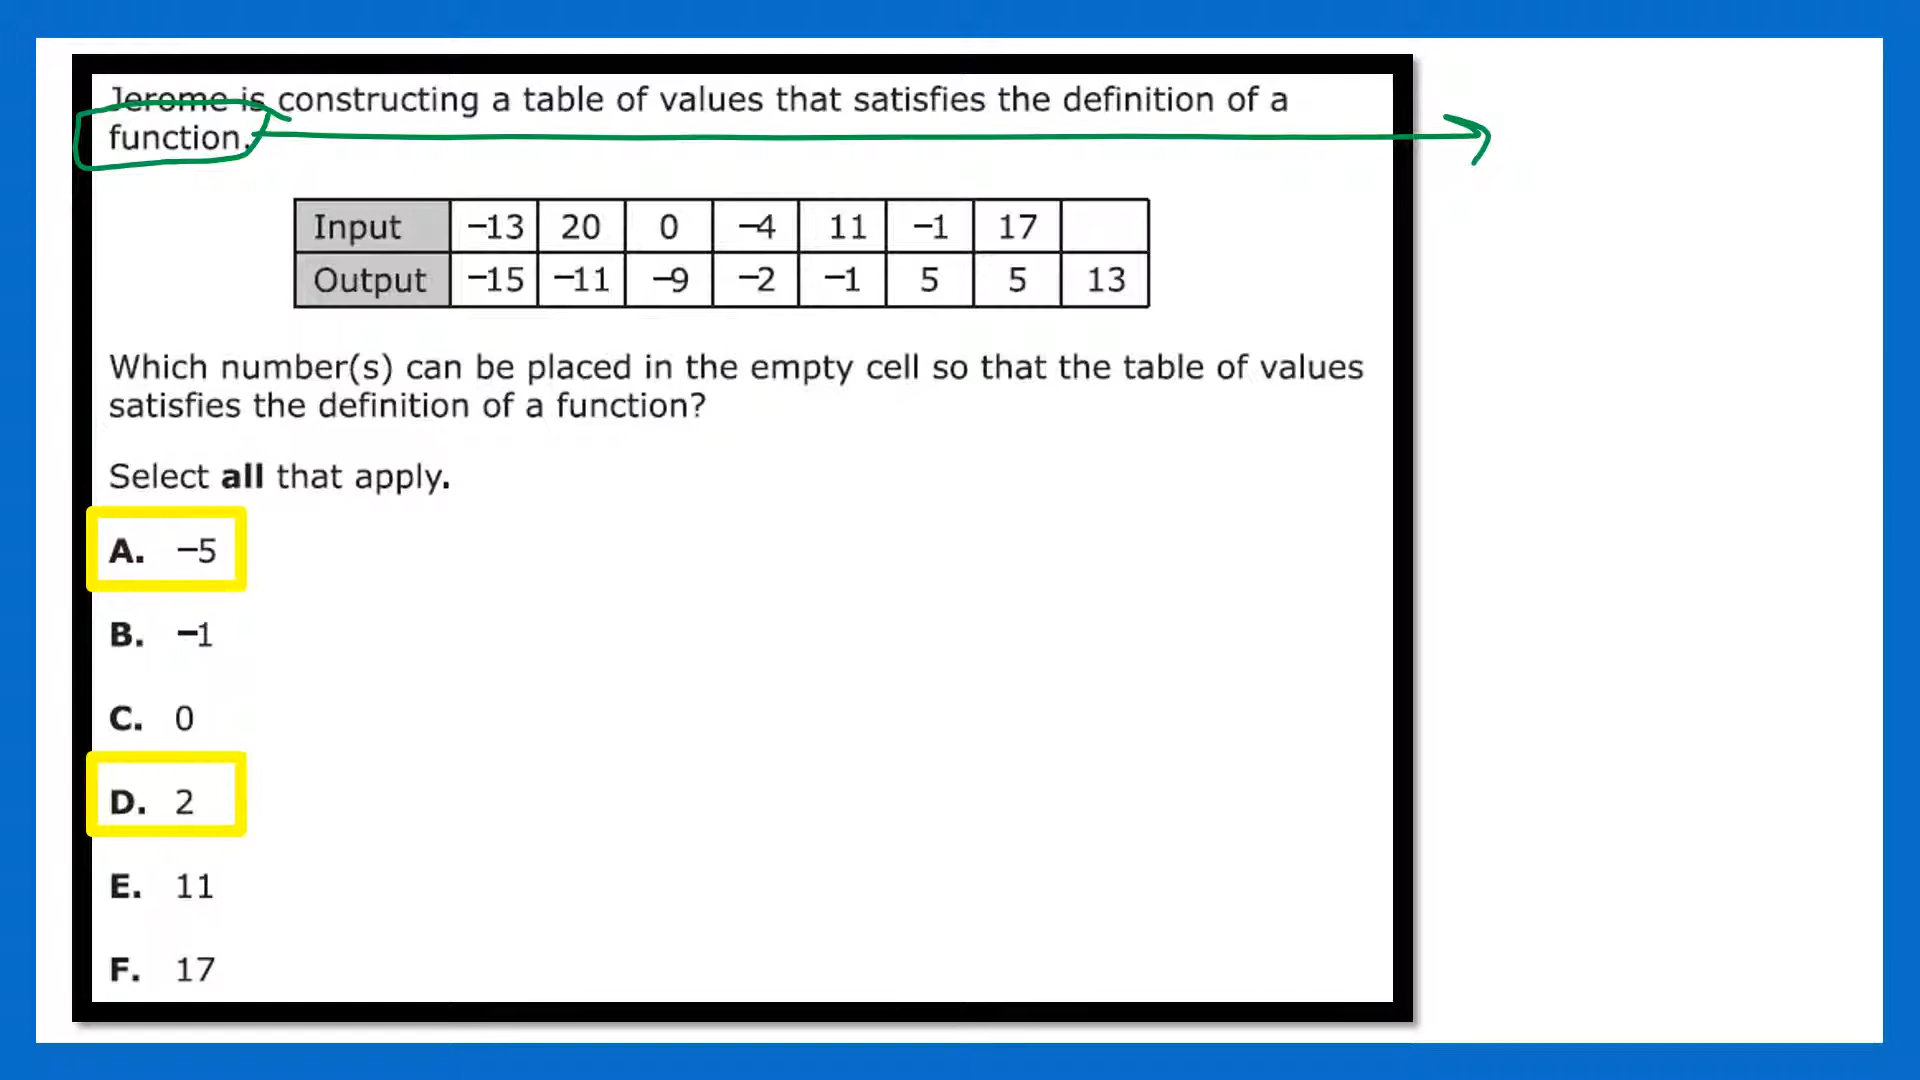 Jerome is constructing a table of values that satisfies the definition of a
function.
Input −13 20 0 −4 11 −1 17
Output −15 −11 −9 −2 −1 5 5 13
Which number(s) can be placed in the empty cell so that the table of values
satisfies the definition of a function?
Select all that apply.
A. −5
B. −1
C. 0
D. 2
E. 11
F. 17